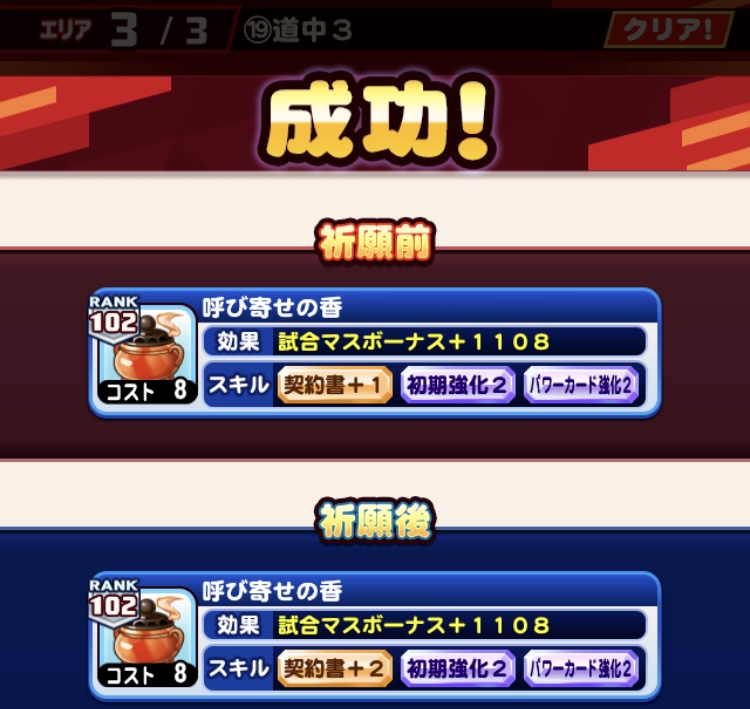 エリア 3 / 3 ⑲道中3 クリア!
成功!
祈願前
RANK 102 呼び寄せの香
効果 試合マスボーナス+1108
コスト 8 スキル 契約書+1 初期強化2 パワーカード強化2
祈願後
RANK 102 呼び寄せの香
効果 試合マスボーナス+1108
コスト 8 スキル 契約書+2 初期強化2 パワーカード強化2